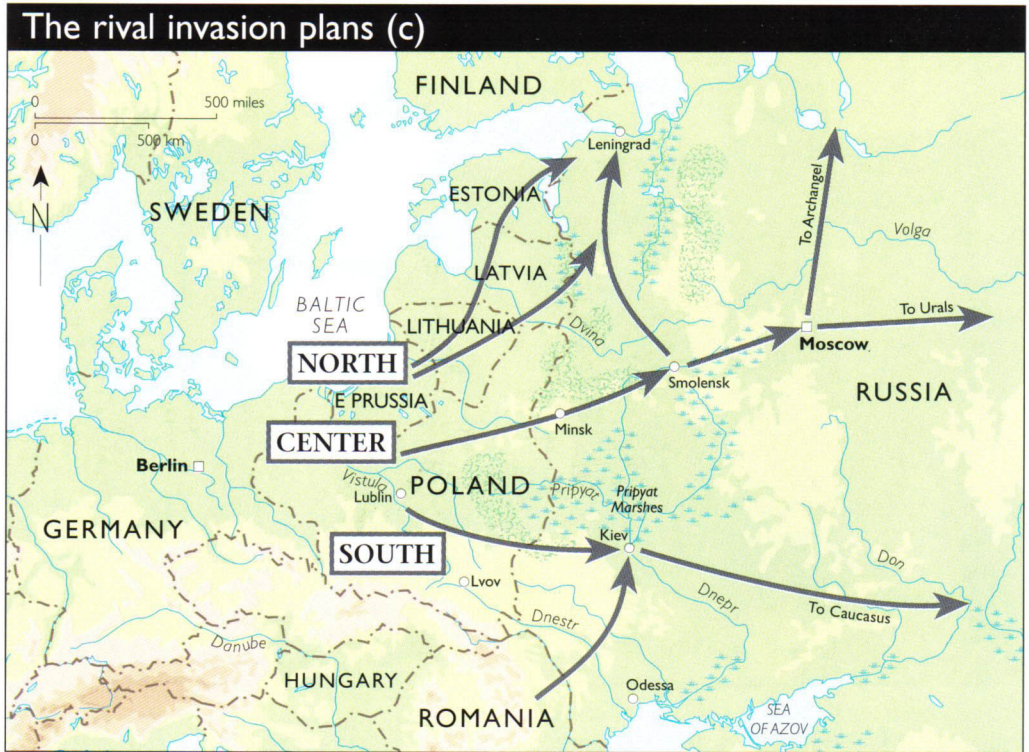 The rival invasion plans (c)
FINLAND
0 500 miles
0 500 km
Leningrad
N
SWEDEN
ESTONIA
To Archangel
Volga
LATVIA
BALTIC
SEA
LITHUANIA
Dvina
To Urals
Moscow
NORTH
Smolensk
E PRUSSIA
RUSSIA
CENTER
Minsk
Berlin
Vistula
Lublin
POLAND
Pripyat
Pripyat
Marshes
GERMANY
Kiev
SOUTH
Don
Lvov
Dnepr
To Caucasus
Dnestr
Danube
HUNGARY
Odessa
ROMANIA
SEA
OF AZOV